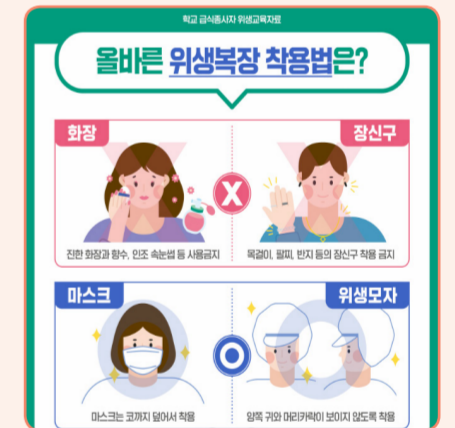 학교 급식종사자 위생교육자료
올바른 위생복장 착용법은?
화장
장신구
X
진한 화장과 향수, 인조 속눈썹 등 사용금지
목걸이, 팔찌, 반지 등의 장신구 착용 금지
마스크
위생모자
마스크는 코까지 덮어서 착용
양쪽 귀와 머리카락이 보이지 않도록 착용